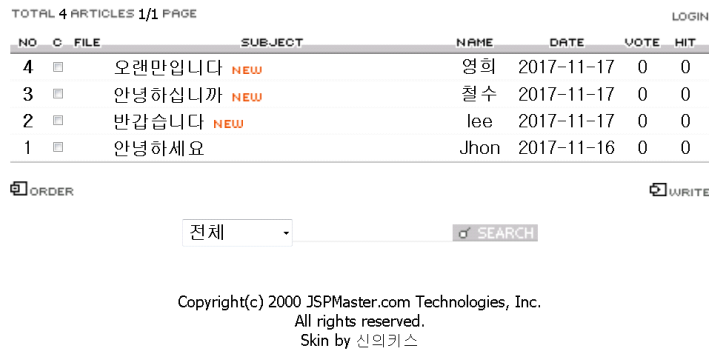 TOTAL 4 ARTICLES 1/1 PAGE LOGIN
NO C FILE SUBJECT NAME DATE VOTE HIT
4 오랜만입니다 NEW 영희 2017-11-17 0 0
3 안녕하십니까 NEW 철수 2017-11-17 0 0
2 반갑습니다 NEW lee 2017-11-17 0 0
1 안녕하세요 Jhon 2017-11-16 0 0
ORDER WRITE
전체 SEARCH
Copyright(c) 2000 JSPMaster.com Technologies, Inc.
All rights reserved.
Skin by 신의키스